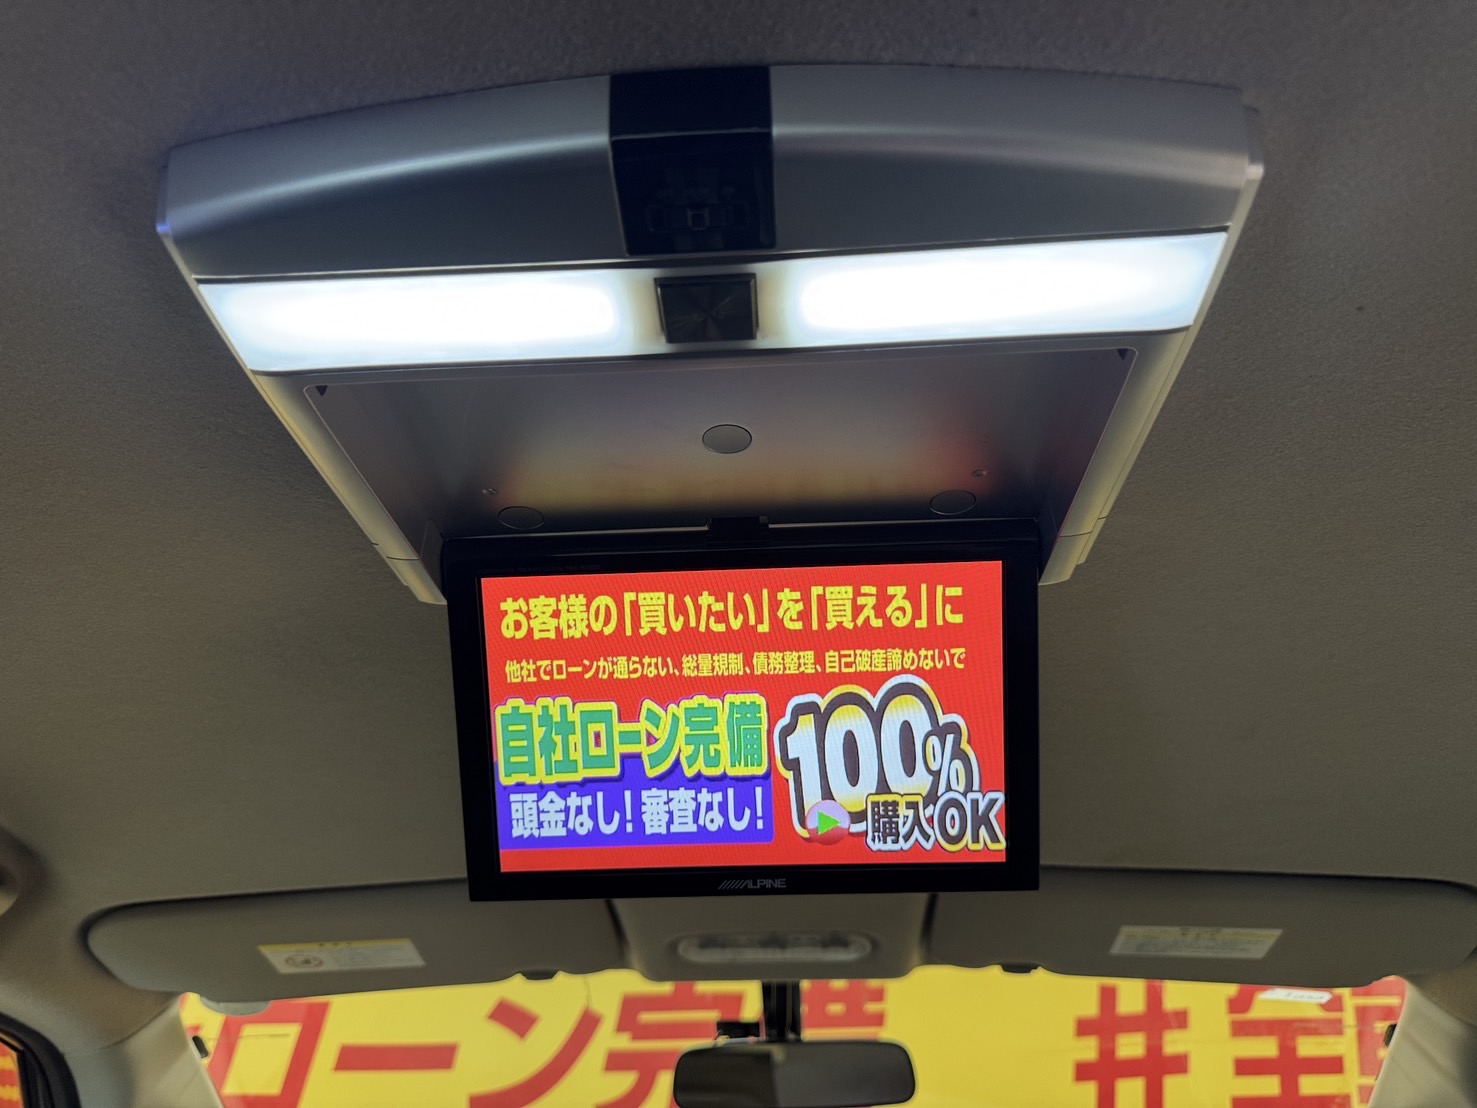 お客様の「買いたい」を「買える」に
他社でローンが通らない、総量規制、債務整理、自己破産諦めないで
自社ローン完備
頭金なし！審査なし！
100%
購入OK
ALPINE
ローン完
#全